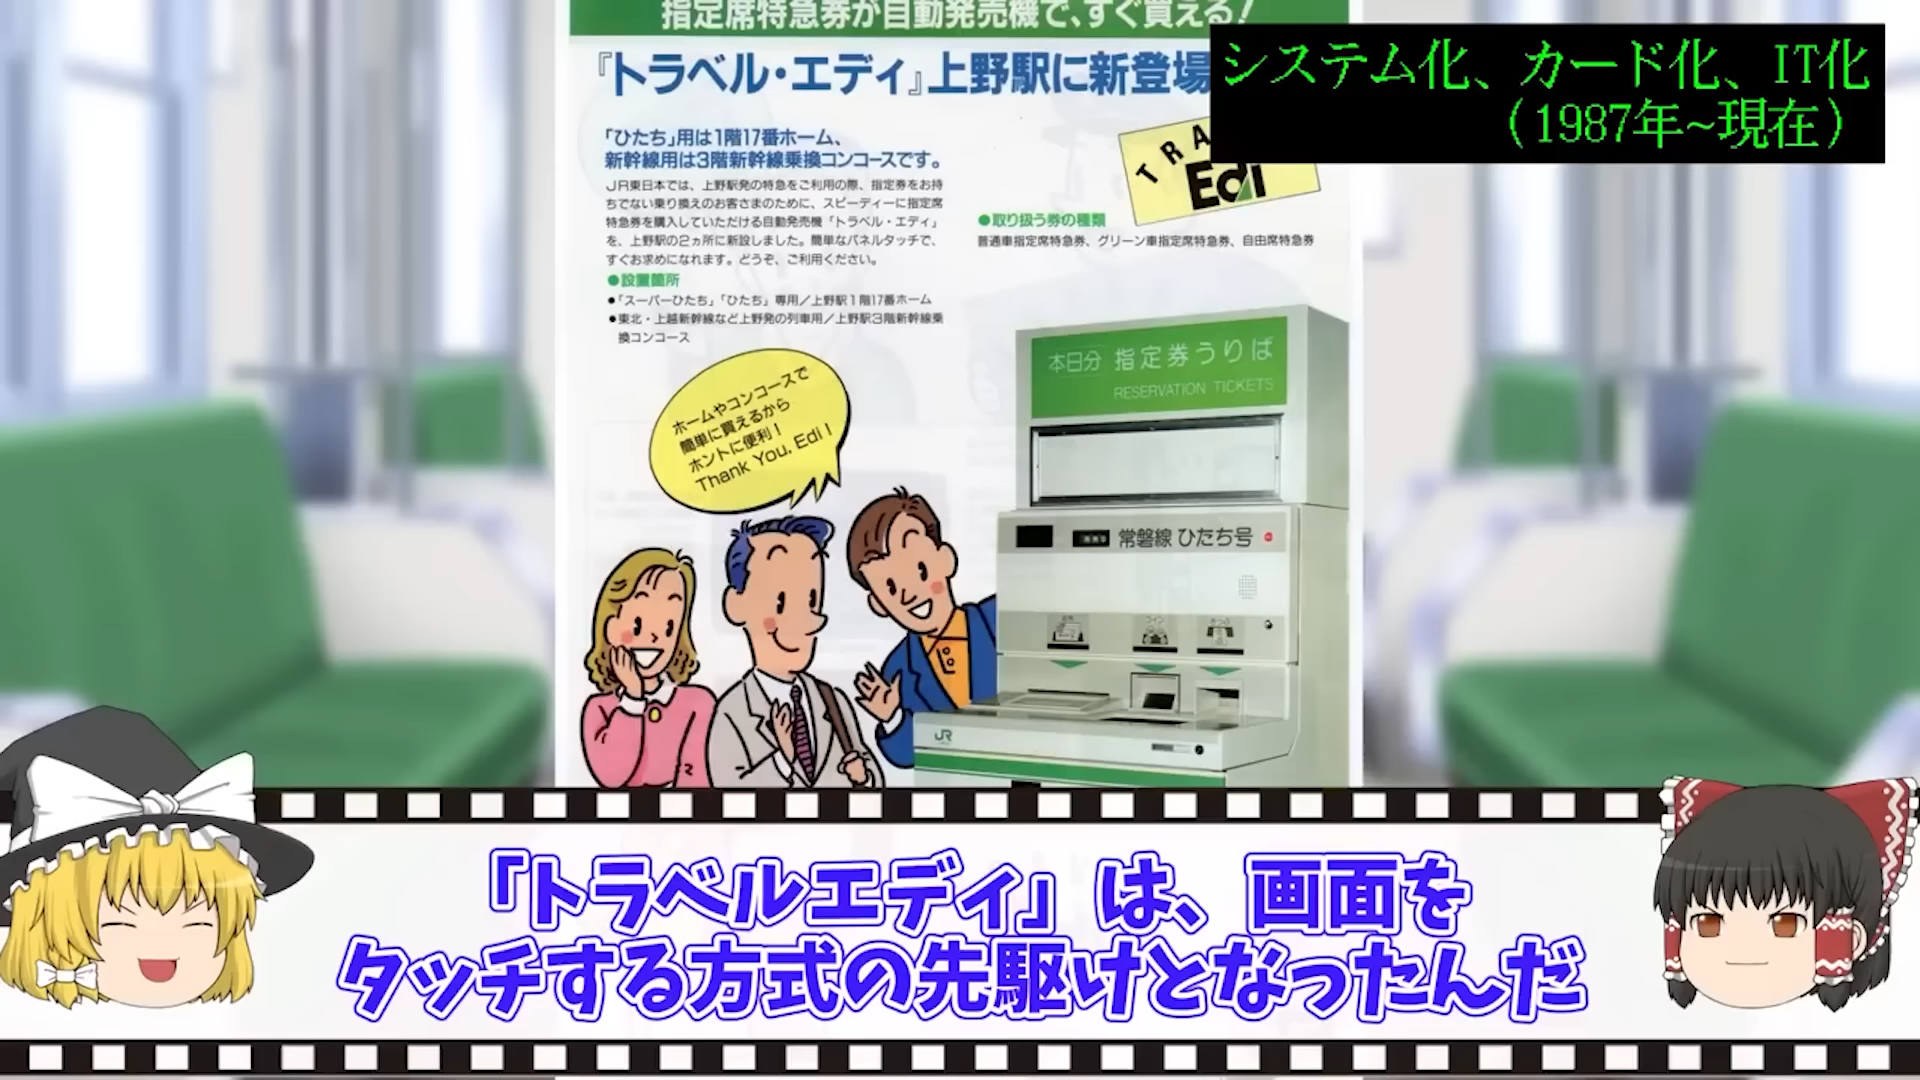 指定席特急券が自動発売機で、すぐ買える!
『トラベル・エディ』上野駅に新登場
システム化、カード化、IT化
(1987年~現在)
「ひたち」用は1階17番ホーム、
新幹線用は3階新幹線乗換コンコースです。
JR東日本では、上野駅発の特急をご利用の際、指定券をお持
ちでない乗り換えのお客さまのために、スピーディーに指定席
特急券を購入していただける自動発売機「トラベル・エディ」
を、上野駅の2ヵ所に新設しました。簡単なパネルタッチで、
すぐお求めになれます。どうぞ、ご利用ください。
●設置箇所
●「スーパーひたち」「ひたち」専用/上野駅1階17番ホーム
●東北・上越新幹線など上野発の列車用/上野駅3階新幹線乗
換コンコース
TRA
Edi
●取り扱う券の種類
普通車指定席特急券、グリーン車指定席特急券、自由席特急券
ホームやコンコースで
簡単に買えるから
ホントに便利!
Thank You, Edi!
本日分 指定券うりば
RESERVATION TICKETS
常磐線 ひたち号
コイン
きっぷ
JR
「トラベルエディ」は、画面を
タッチする方式の先駆けとなったんだ